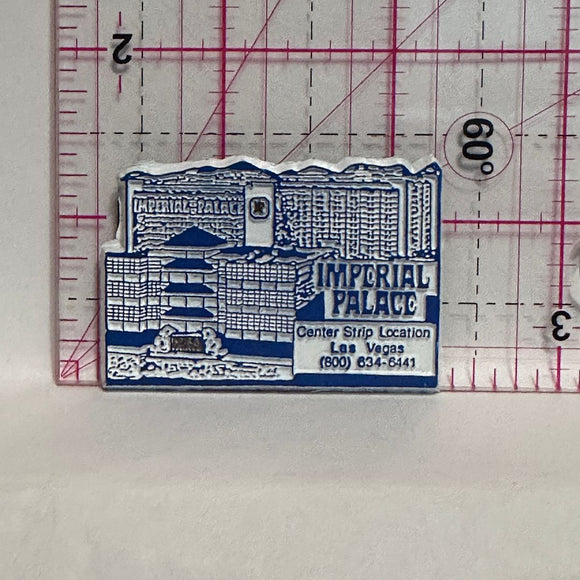 2
60°
IMPERIAL PALACE
IMPERIAL
PALACE
Center Strip Location
Las Vegas
(800) 634-6441
3